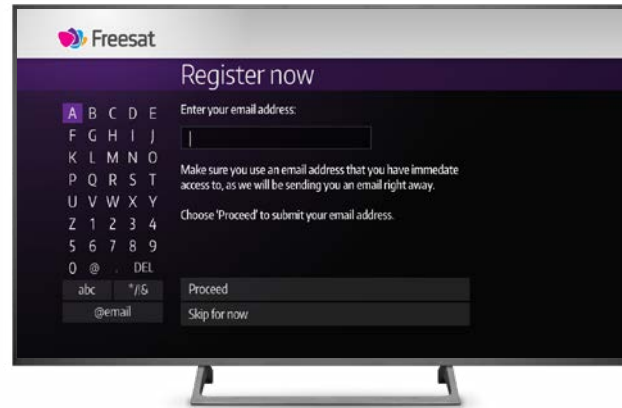 Freesat
Register now
A B C D E
F G H I J
K L M N O
P Q R S T
U V W X Y
Z 1 2 3 4
5 6 7 8 9
0 @ . DEL
abc */&
@email
Enter your email address:
Make sure you use an email address that you have immedate
access to, as we will be sending you an email right away.
Choose 'Proceed' to submit your email address.
Proceed
Skip for now